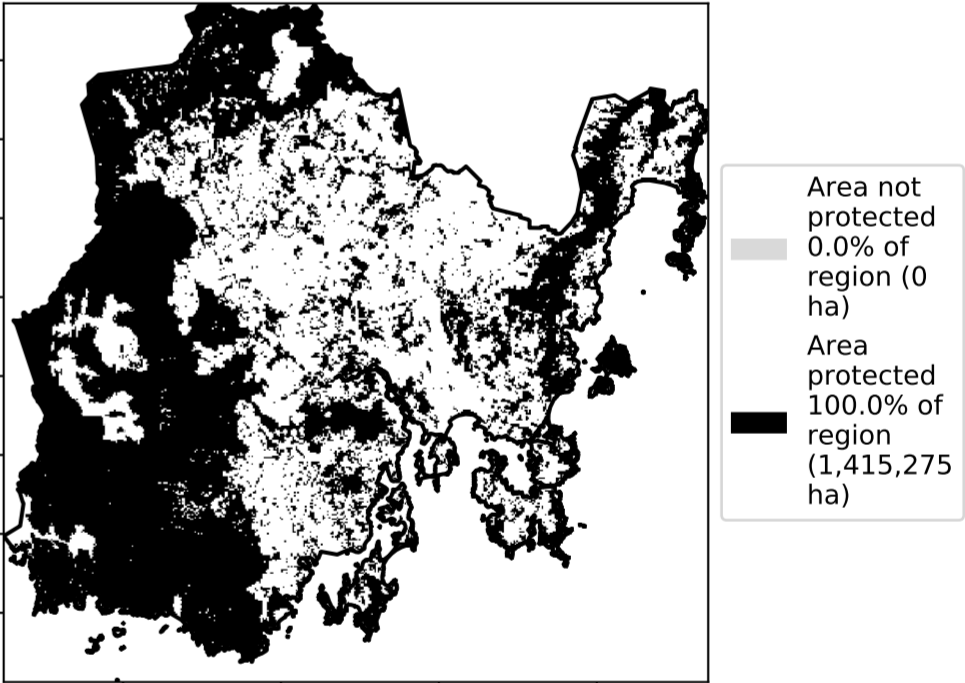 Area not
protected
0.0% of
region (0
ha)
Area
protected
100.0% of
region
(1,415,275
ha)